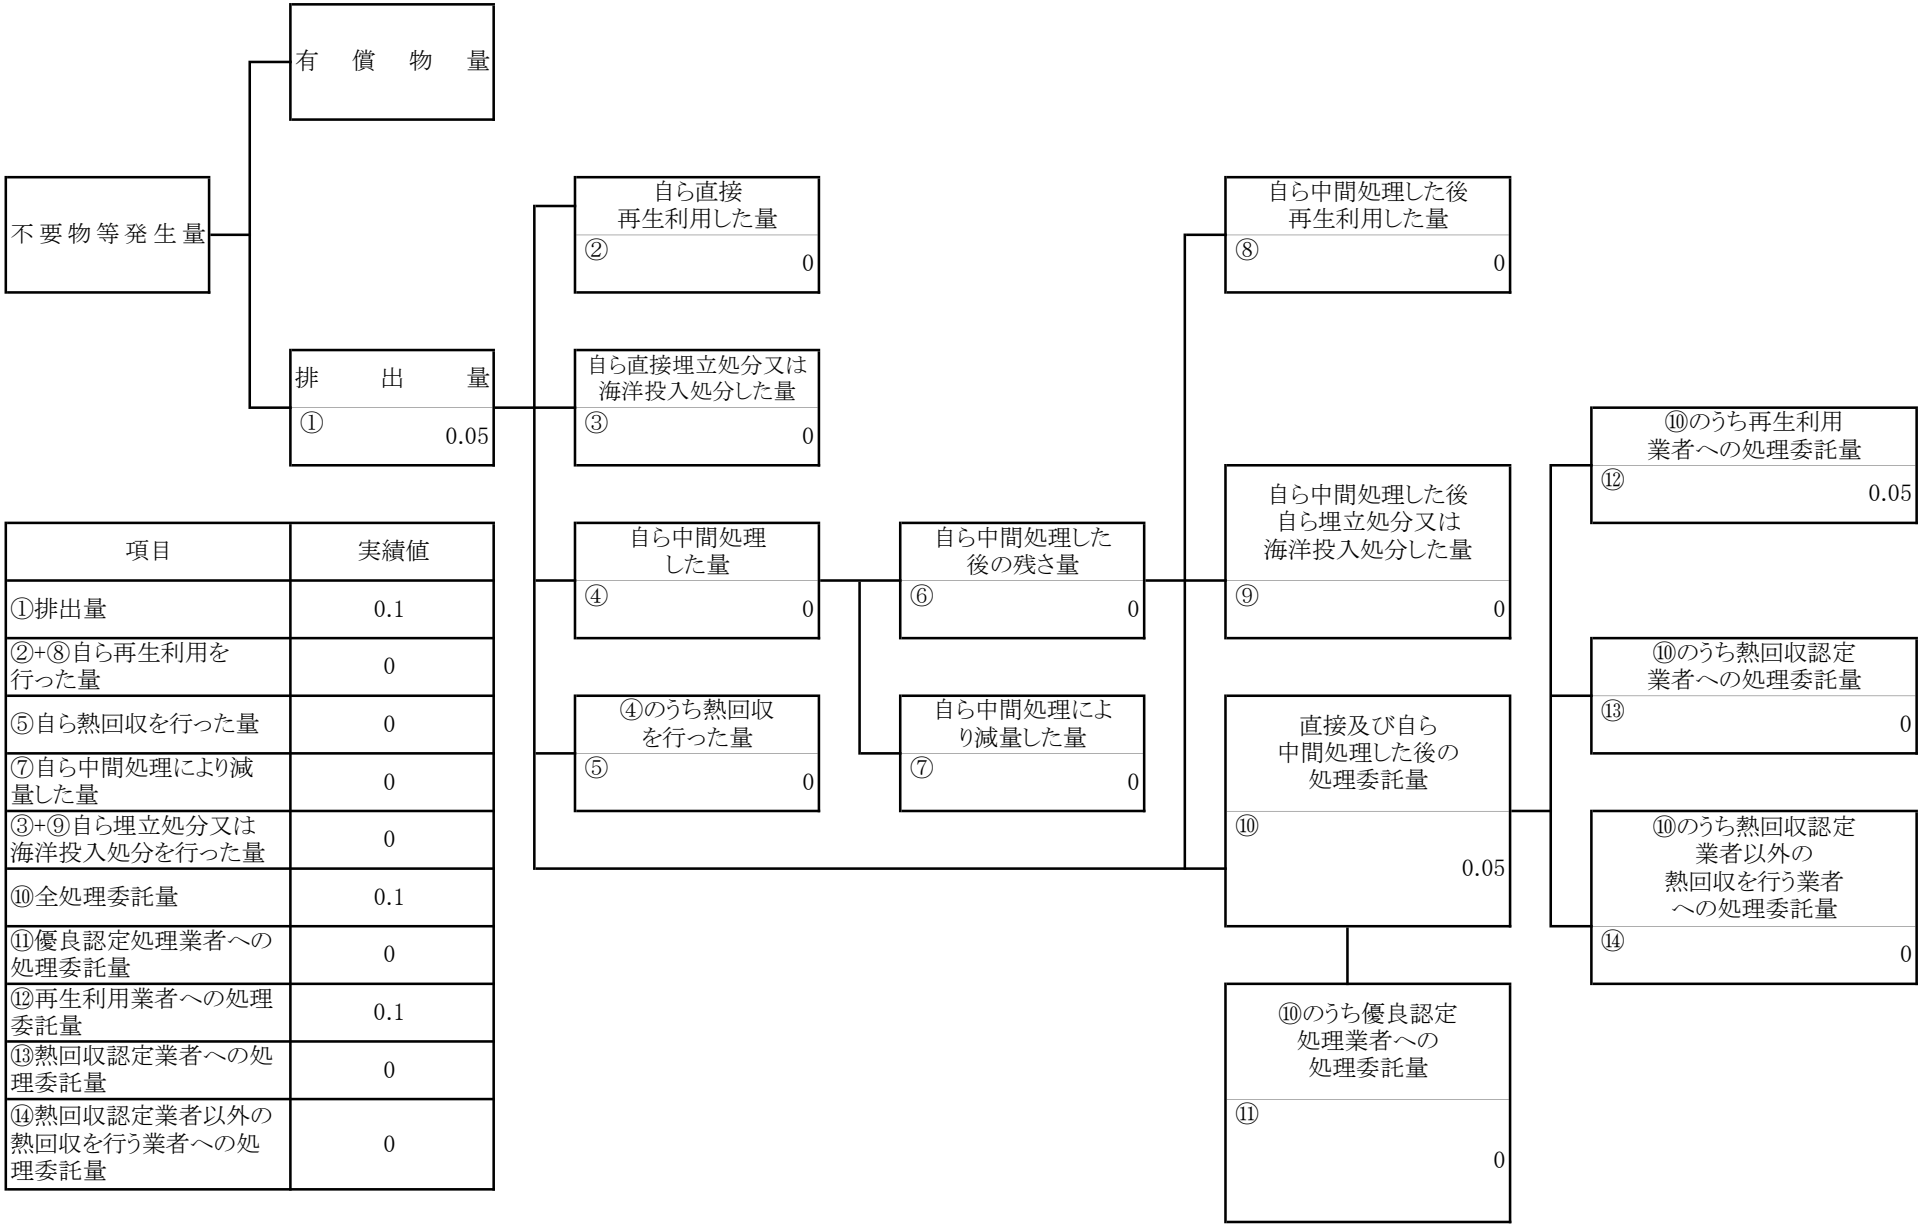 有償物量
不要物等発生量
排出量
①
0.05
自ら直接
再生利用した量
②
0
自ら直接埋立処分又は
海洋投入処分した量
③
0
自ら中間処理
した量
④
0
④のうち熱回収
を行った量
⑤
0
自ら中間処理した
後の残さ量
⑥
0
自ら中間処理によ
り減量した量
⑦
0
自ら中間処理した後
再生利用した量
⑧
0
自ら中間処理した後
自ら埋立処分又は
海洋投入処分した量
⑨
0
直接及び自ら
中間処理した後の
処理委託量
⑩
0.05
⑩のうち優良認定
処理業者への
処理委託量
⑪
0
⑩のうち再生利用
業者への処理委託量
⑫
0.05
⑩のうち熱回収認定
業者への処理委託量
⑬
0
⑩のうち熱回収認定
業者以外の
熱回収を行う業者
への処理委託量
⑭
0
項目 実績値
①排出量 0.1
②+⑧自ら再生利用を
行った量 0
⑤自ら熱回収を行った量 0
⑦自ら中間処理により減
量した量 0
③+⑨自ら埋立処分又は
海洋投入処分を行った量 0
⑩全処理委託量 0.1
⑪優良認定処理業者への
処理委託量 0
⑫再生利用業者への処理
委託量 0.1
⑬熱回収認定業者への処
理委託量 0
⑭熱回収認定業者以外の
熱回収を行う業者への処
理委託量 0